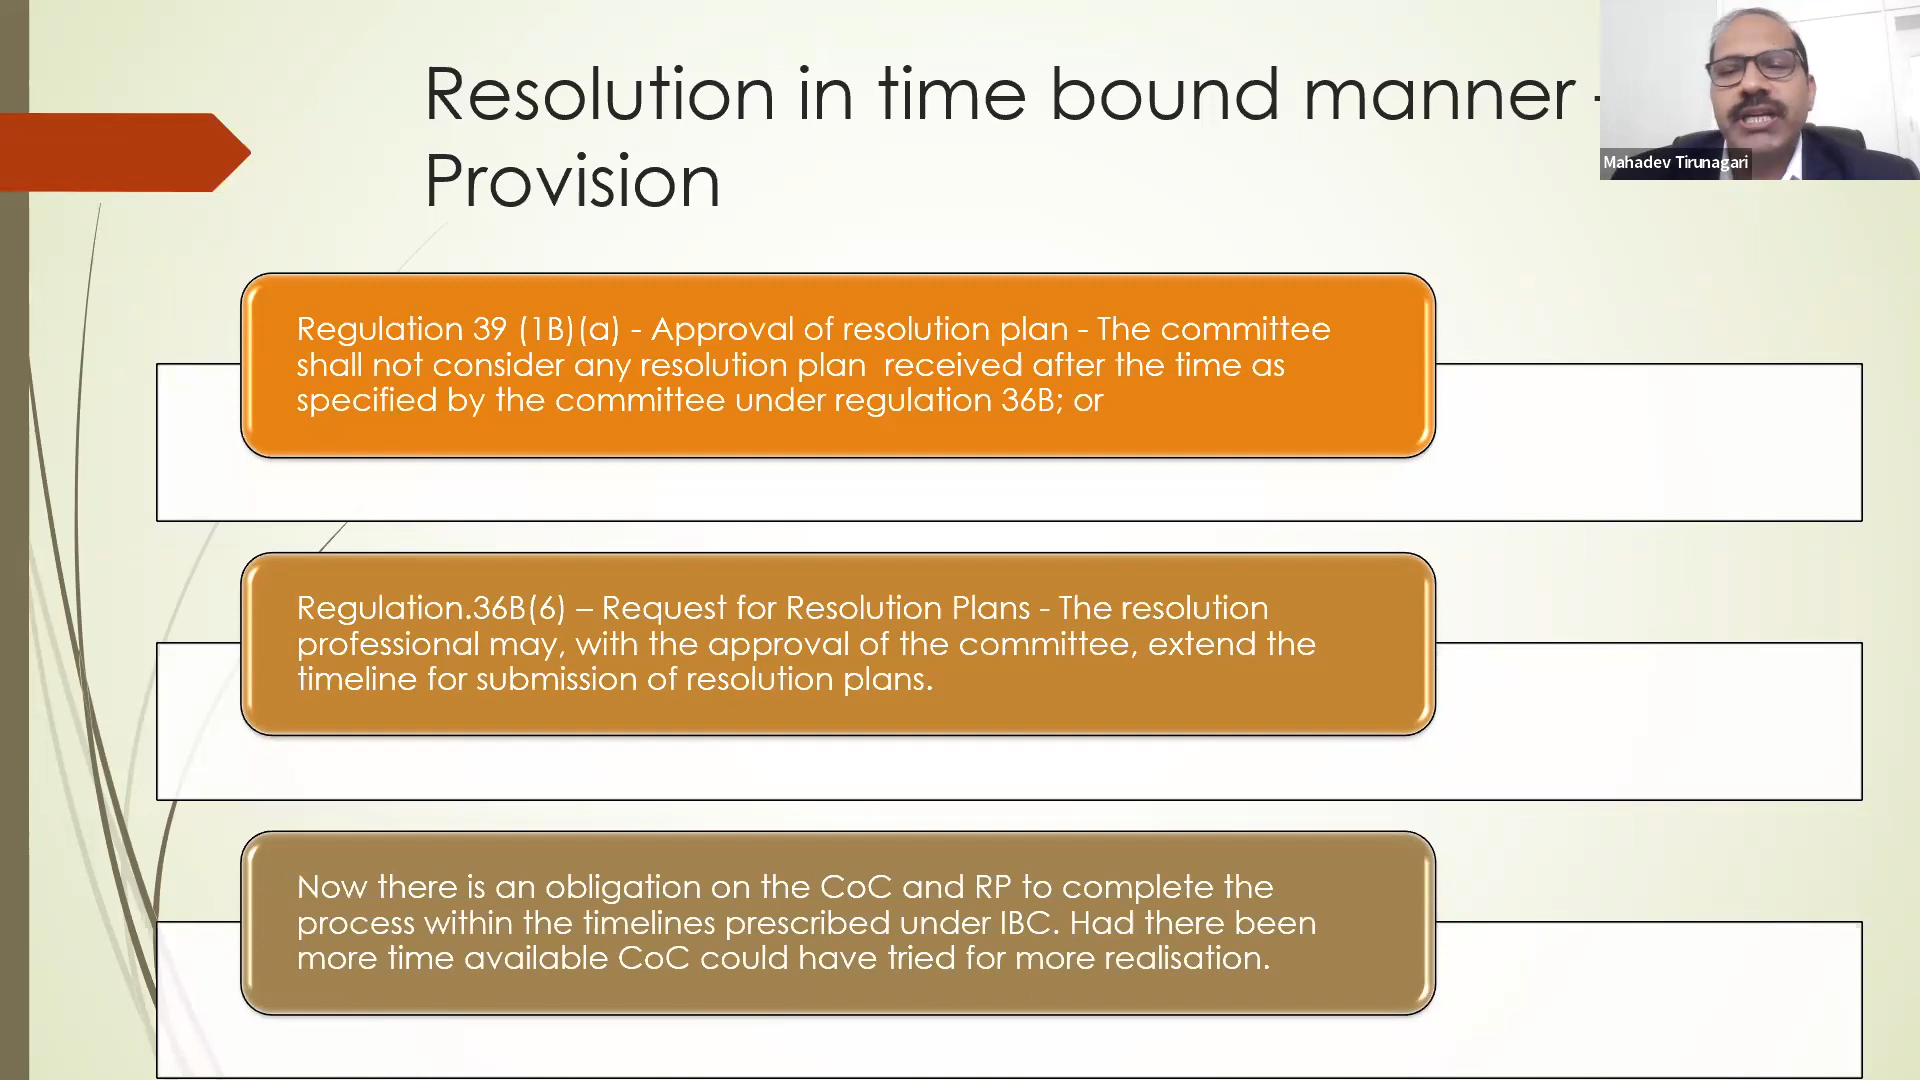 Resolution in time bound manner -
Provision
Mahadev Tirunagari
Regulation 39 (1B)(a) - Approval of resolution plan - The committee
shall not consider any resolution plan  received after the time as
specified by the committee under regulation 36B; or
Regulation.36B(6) – Request for Resolution Plans - The resolution
professional may, with the approval of the committee, extend the
timeline for submission of resolution plans.
Now there is an obligation on the CoC and RP to complete the
process within the timelines prescribed under IBC. Had there been
more time available CoC could have tried for more realisation.